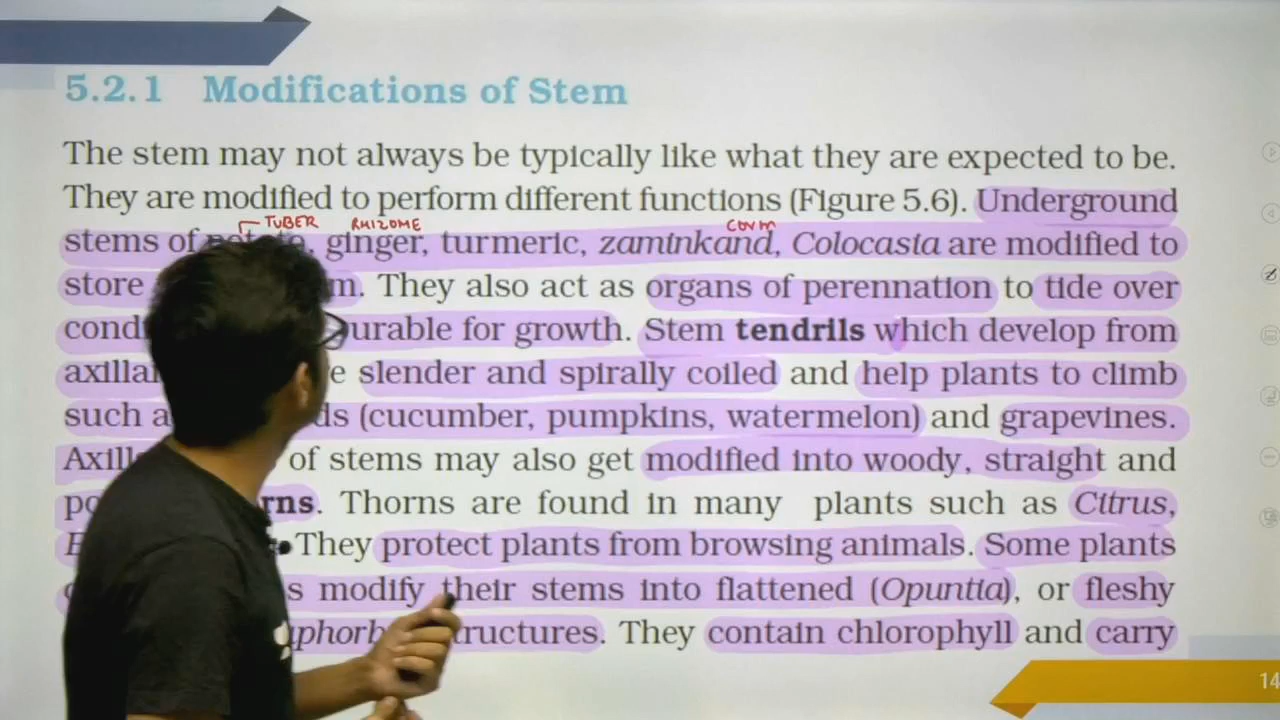 5.2.1 Modifications of Stem
The stem may not always be typically like what they are expected to be.
They are modified to perform different functions (Figure 5.6). Underground
TUBER RHIZOME COVM
stems of ginger, turmeric, zaminkand, Colocasia are modified to
store m. They also act as organs of perennation to tide over
cond urable for growth. Stem tendrils which develop from
axilla e slender and spirally coiled and help plants to climb
such a ds (cucumber, pumpkins, watermelon) and grapevines.
Axill of stems may also get modified into woody, straight and
po rns. Thorns are found in many plants such as Citrus,
They protect plants from browsing animals. Some plants
s modify their stems into flattened (Opuntia), or fleshy
phorb ructures. They contain chlorophyll and carry
14